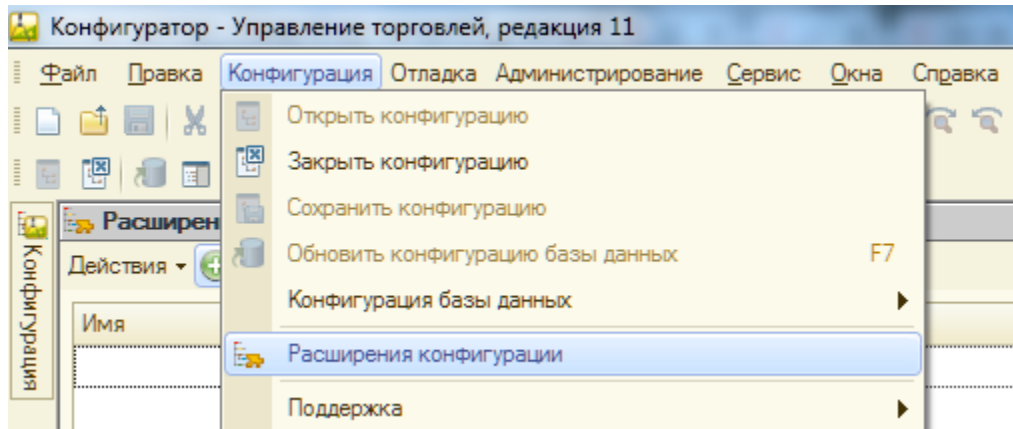 Конфигуратор - Управление торговлей, редакция 11
Файл Правка Конфигурация Отладка Администрирование Сервис Окна Справка
Открыть конфигурацию
Закрыть конфигурацию
Сохранить конфигурацию
Обновить конфигурацию базы данных F7
Конфигурация базы данных
Расширения конфигурации
Поддержка
Конфигурация
Расширен
Действия
Имя